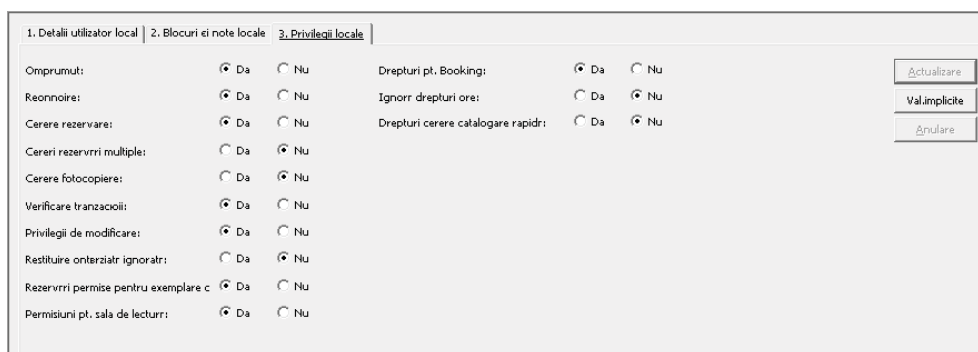 1. Detalii utilizator local 2. Blocuri єi note locale 3. Privilegii locale
Omprumut: Da Nu Drepturi pt. Booking: Da Nu Actualizare
Reonnoire: Da Nu Ignorr drepturi ore: Da Nu Val.implicite
Cerere rezervare: Da Nu Drepturi cerere catalogare rapidr: Da Nu Anulare
Cereri rezervrri multiple: Da Nu
Cerere fotocopiere: Da Nu
Verificare tranzacюii: Da Nu
Privilegii de modificare: Da Nu
Restituire ontвrziatr ignoratr: Da Nu
Rezervrri permise pentru exemplare c Da Nu
Permisiuni pt. sala de lecturr: Da Nu